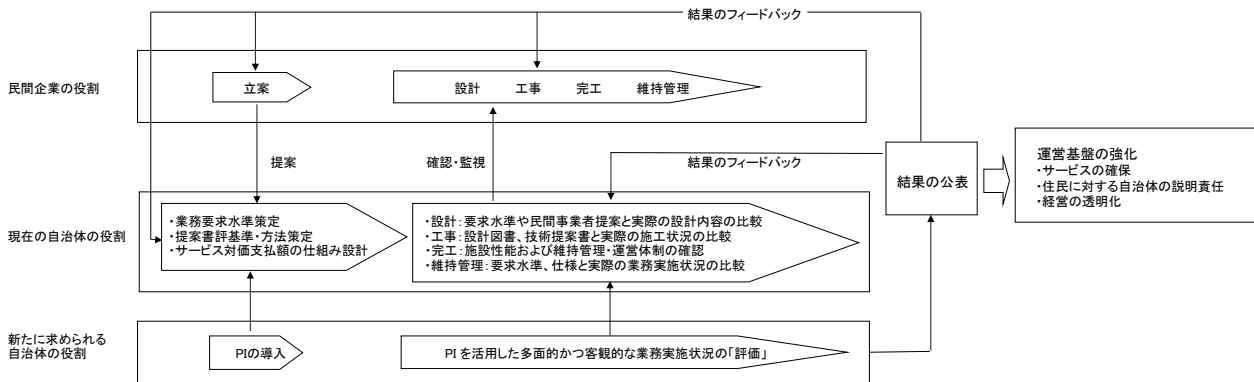 結果のフィードバック
民間企業の役割
立案
設計 工事 完工 維持管理
提案
確認・監視
結果のフィードバック
結果の公表
運営基盤の強化
・サービスの確保
・住民に対する自治体の説明責任
・経営の透明化
現在の自治体の役割
・業務要求水準策定
・提案書評基準・方法策定
・サービス対価支払額の仕組み設計
・設計:要求水準や民間事業者提案と実際の設計内容の比較
・工事:設計図書、技術提案書と実際の施工状況の比較
・完工:施設性能および維持管理・運営体制の確認
・維持管理:要求水準、仕様と実際の業務実施状況の比較
新たに求められる
自治体の役割
PIの導入
PIを活用した多面的かつ客観的な業務実施状況の「評価」